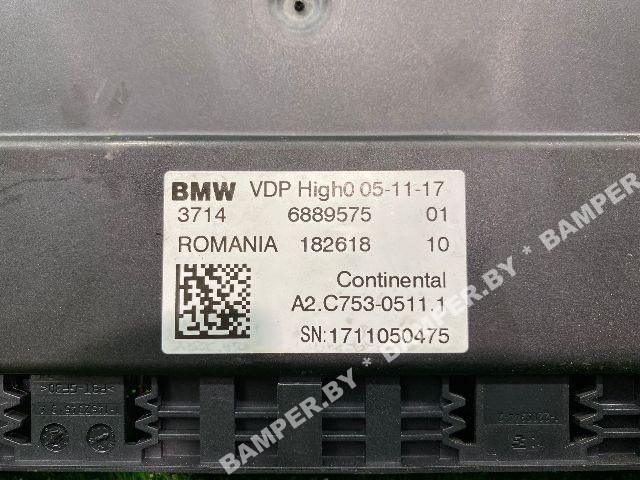 BMW VDP High0 05-11-17
3714 6889575 01
ROMANIA 182618 10
Continental
A2.C753-0511.1
SN:1711050475
BAMPER.BY * BAMPER.BY * BAMPER.BY